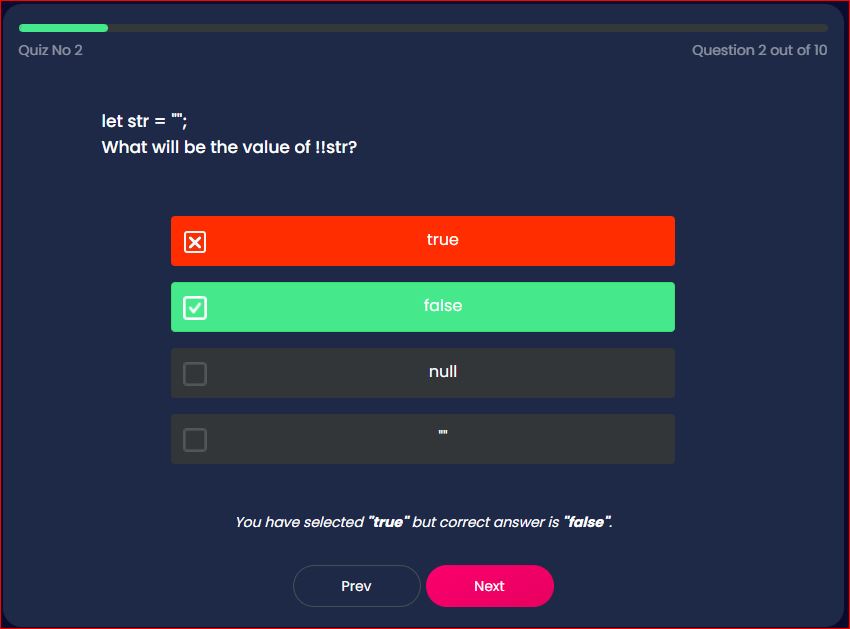 Quiz No 2
Question 2 out of 10
let str = "";
What will be the value of !!str?
true
false
null
""
You have selected "true" but correct answer is "false".
Prev
Next